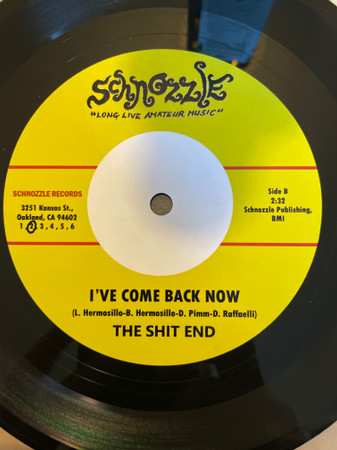 Schnozzle
"LONG LIVE AMATEUR MUSIC"
SCHNOZZLE RECORDS
3251 Kansas St.,
Oakland, CA 94602
1 2, 3, 4, 5, 6
Side B
2:32
Schnozzle Publishing,
BMI
I'VE COME BACK NOW
(L. Hermosillo-B. Hermosillo-D. Pimm-D. Raffaelli)
THE SHIT END